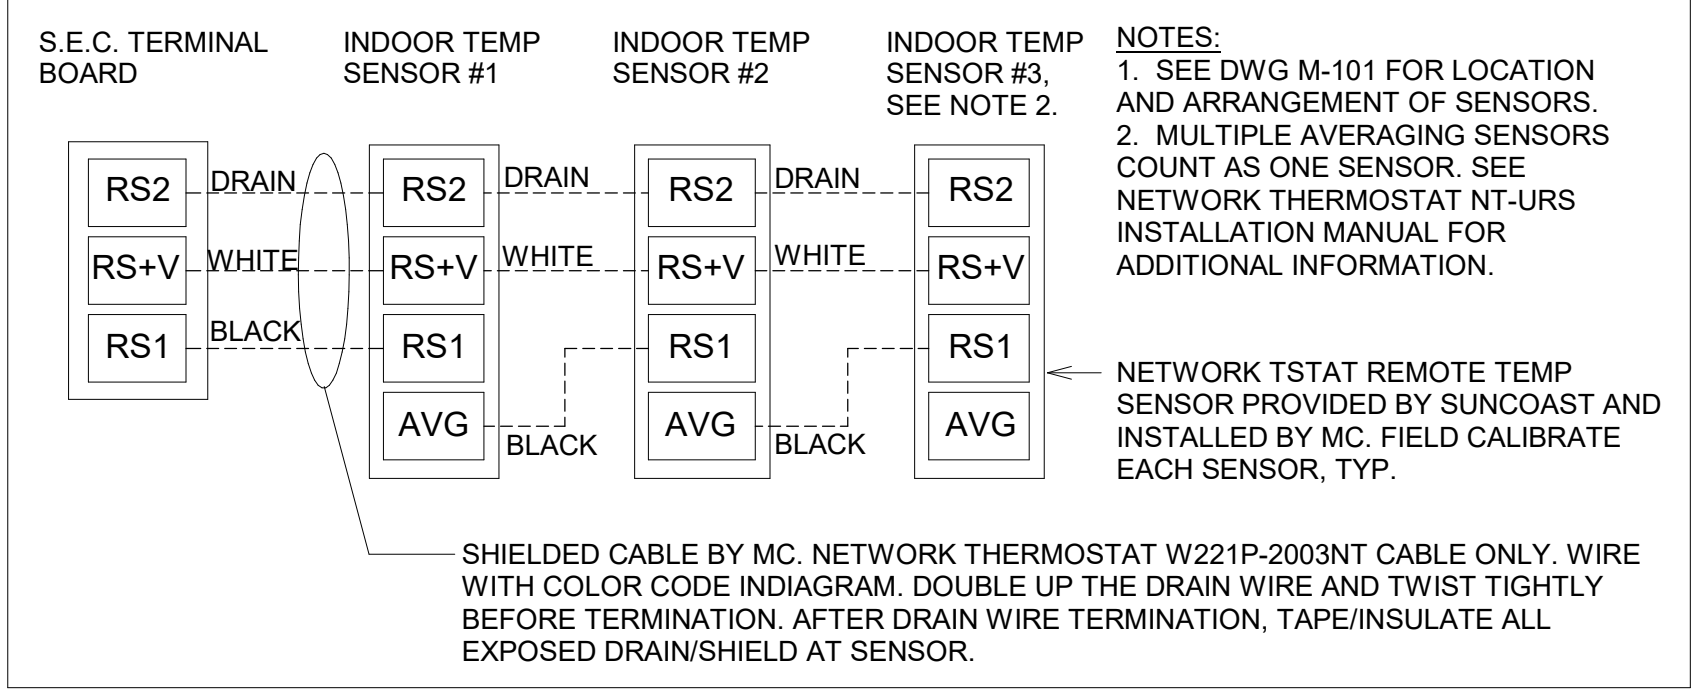 S.E.C. TERMINAL
BOARD
INDOOR TEMP
SENSOR #1
INDOOR TEMP
SENSOR #2
INDOOR TEMP
SENSOR #3,
SEE NOTE 2.
NOTES:
1. SEE DWG M-101 FOR LOCATION
AND ARRANGEMENT OF SENSORS.
2. MULTIPLE AVERAGING SENSORS
COUNT AS ONE SENSOR. SEE
NETWORK THERMOSTAT NT-URS
INSTALLATION MANUAL FOR
ADDITIONAL INFORMATION.
RS2 DRAIN RS2 DRAIN RS2 DRAIN RS2
RS+V WHITE RS+V WHITE RS+V WHITE RS+V
RS1 BLACK RS1 RS1 RS1
AVG BLACK AVG BLACK AVG
NETWORK TSTAT REMOTE TEMP
SENSOR PROVIDED BY SUNCOAST AND
INSTALLED BY MC. FIELD CALIBRATE
EACH SENSOR, TYP.
SHIELDED CABLE BY MC. NETWORK THERMOSTAT W221P-2003NT CABLE ONLY. WIRE
WITH COLOR CODE INDIAGRAM. DOUBLE UP THE DRAIN WIRE AND TWIST TIGHTLY
BEFORE TERMINATION. AFTER DRAIN WIRE TERMINATION, TAPE/INSULATE ALL
EXPOSED DRAIN/SHIELD AT SENSOR.